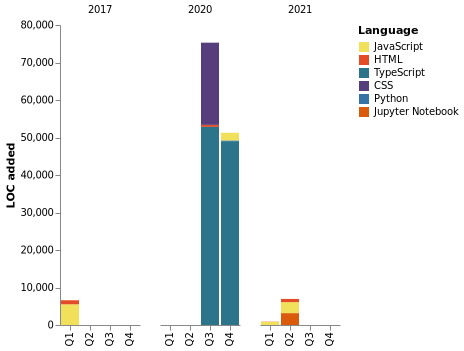 2017 2020 2021
Language
JavaScript
HTML
TypeScript
CSS
Python
Jupyter Notebook
LOC added
80,000
70,000
60,000
50,000
40,000
30,000
20,000
10,000
0
Q1 Q2 Q3 Q4 Q1 Q2 Q3 Q4 Q1 Q2 Q3 Q4